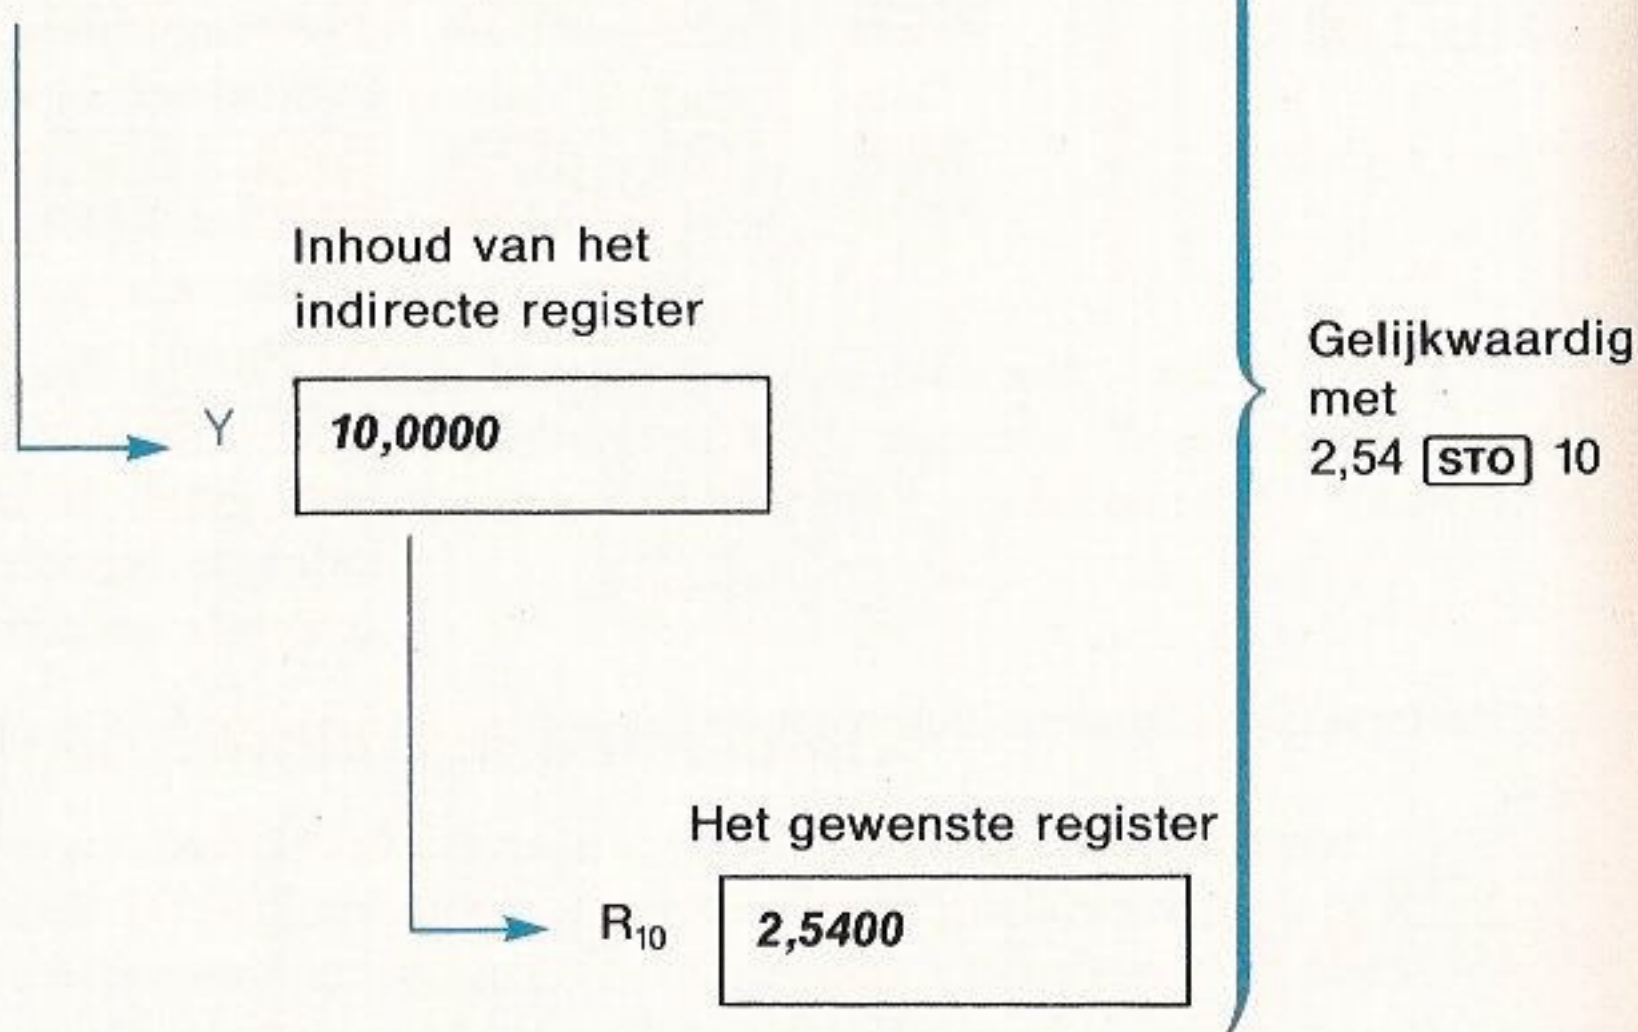 Inhoud van het
indirecte register
Y 10,0000
Gelijkwaardig
met
2,54 STO 10
Het gewenste register
R₁₀ 2,5400